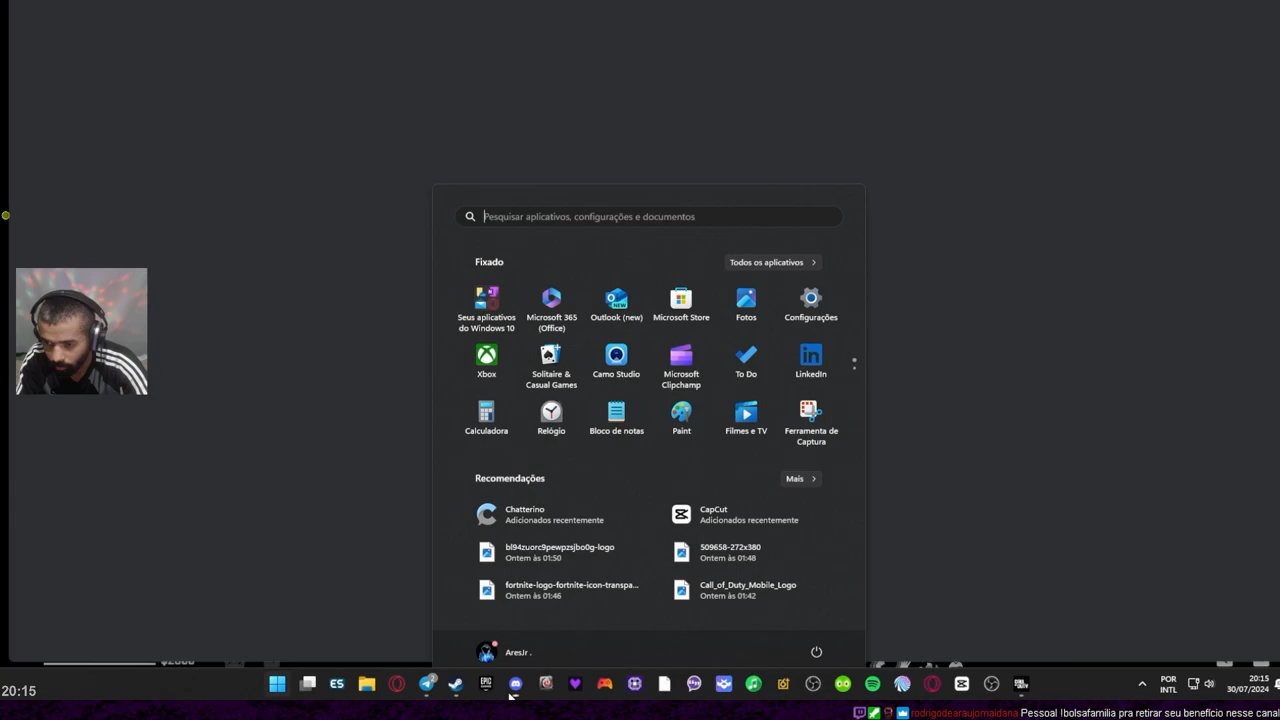 Pesquisar aplicativos, configurações e documentos
Fixado
Todos os aplicativos
Seus aplicativos do Windows 10
Microsoft 365 (Office)
Outlook (new)
Microsoft Store
Fotos
Configurações
Xbox
Solitaire & Casual Games
Camo Studio
Microsoft Clipchamp
To Do
LinkedIn
Calculadora
Relógio
Bloco de notas
Paint
Filmes e TV
Ferramenta de Captura
Recomendações
Mais
Chatterino
Adicionados recentemente
CapCut
Adicionados recentemente
bl94zuorc9pewpzsjbo0g-logo
Ontem às 01:50
509658-272x380
Ontem às 01:48
fortnite-logo-fortnite-icon-transpa...
Ontem às 01:46
Call_of_Duty_Mobile_Logo
Ontem às 01:42
AresJr .
20:15
ES
EPIC
POR
INTL
20:15
30/07/2024
rodrigodearaujomaidana: Pessoal !bolsafamilia pra retirar seu benefício nesse canal